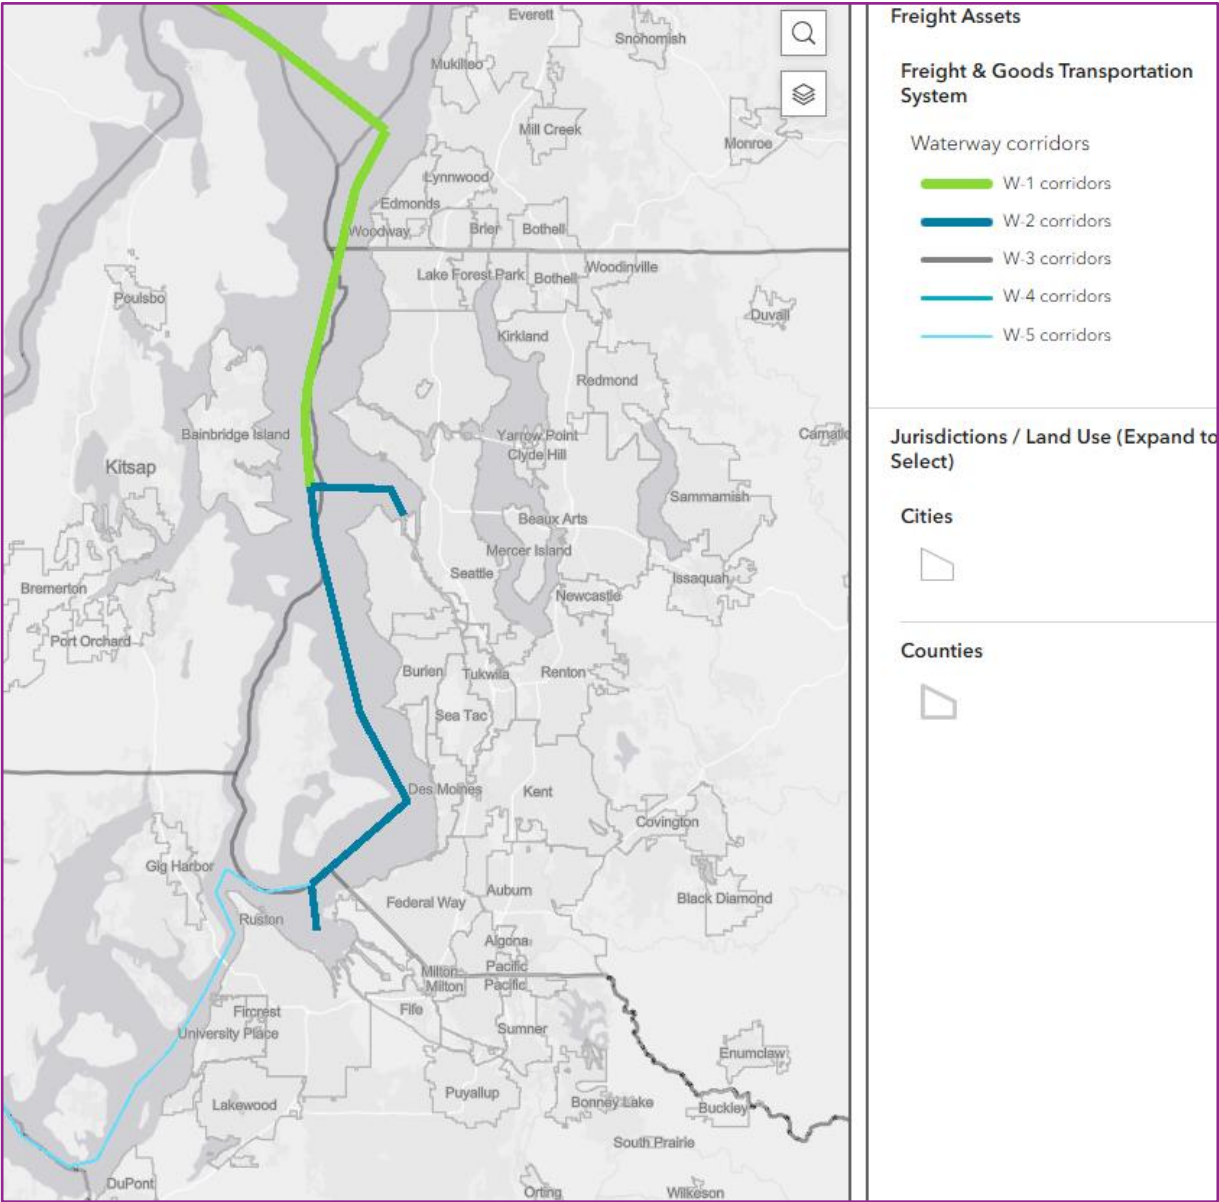 Everett
Snohomish
Mukilteo
Mill Creek
Monroe
Lynnwood
Edmonds
Woodway
Brier
Bothell
Woodinville
Lake Forest Park
Bothell
Poulsbo
Duvall
Kirkland
Redmond
Bainbridge Island
Yarrow Point
Carnatio
Clyde Hill
Kitsap
Sammamish
Beaux Arts
Mercer Island
Seattle
Issaquah
Bremerton
Newcastle
Port Orchard
Burien
Tukwila
Renton
Sea Tac
Des Moines
Kent
Covington
Gig Harbor
Auburn
Federal Way
Black Diamond
Ruston
Algona
Pacific
Milton
Milton
Pacific
Fife
Fircrest
University Place
Sumner
Enumclaw
Puyallup
Lakewood
Bonney Lake
Buckley
South Prairie
DuPont
Orting
Wilkeson
Freight Assets
Freight & Goods Transportation
System
Waterway corridors
W-1 corridors
W-2 corridors
W-3 corridors
W-4 corridors
W-5 corridors
Jurisdictions / Land Use (Expand to
Select)
Cities
Counties